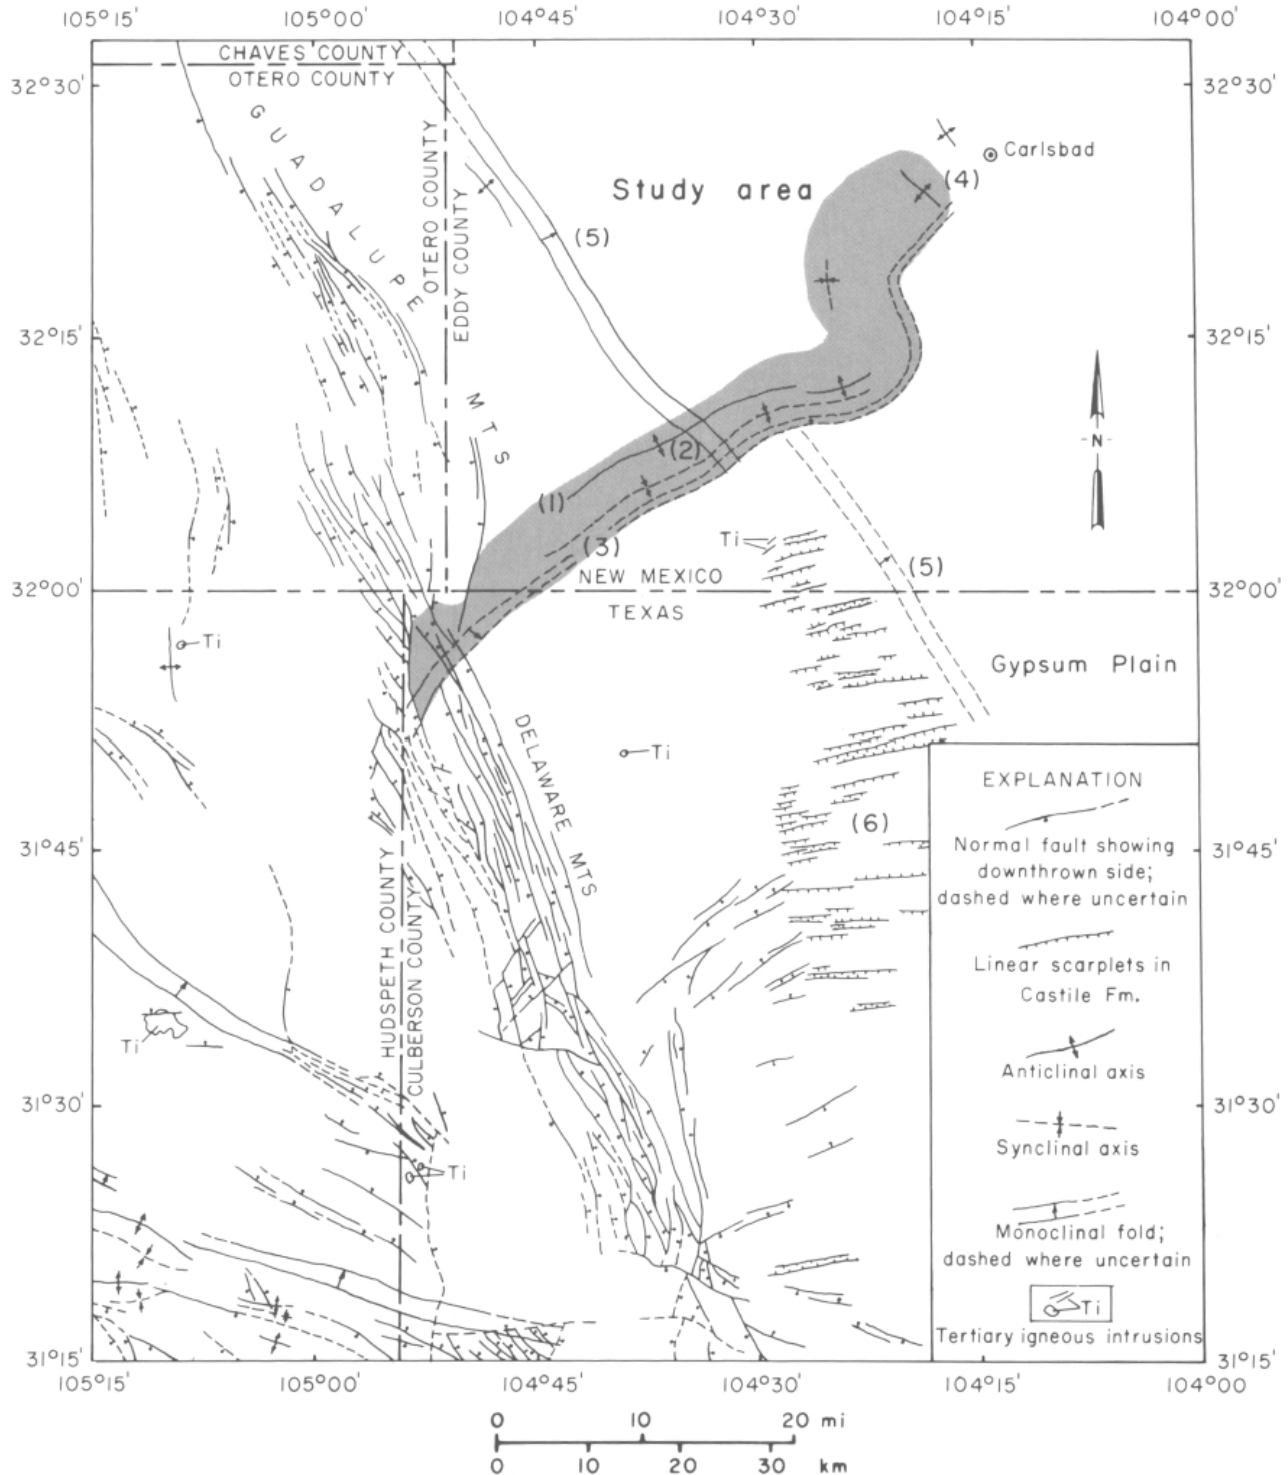 105°15'
105°00'
104°45'
104°30'
104°15'
104°00'
CHAVES COUNTY
OTERO COUNTY
32°30'
32°30'
GUADALUPE
MTS
OTERO COUNTY
EDDY COUNTY
Carlsbad
Study area
(4)
(5)
32°15'
32°15'
N
(2)
(1)
(3)
Ti
(5)
NEW MEXICO
32°00'
32°00'
TEXAS
Ti
Gypsum Plain
DELAWARE MTS
Ti
(6)
31°45'
31°45'
HUDSPETH COUNTY
CULBERSON COUNTY
Ti
31°30'
31°30'
Ti
EXPLANATION
Normal fault showing
downthrown side;
dashed where uncertain
Linear scarplets in
Castile Fm.
Anticlinal axis
Synclinal axis
Monoclinal fold;
dashed where uncertain
Ti
Tertiary igneous intrusions
31°15'
31°15'
105°15'
105°00'
104°45'
104°30'
104°15'
104°00'
0 10 20 mi
0 10 20 30 km